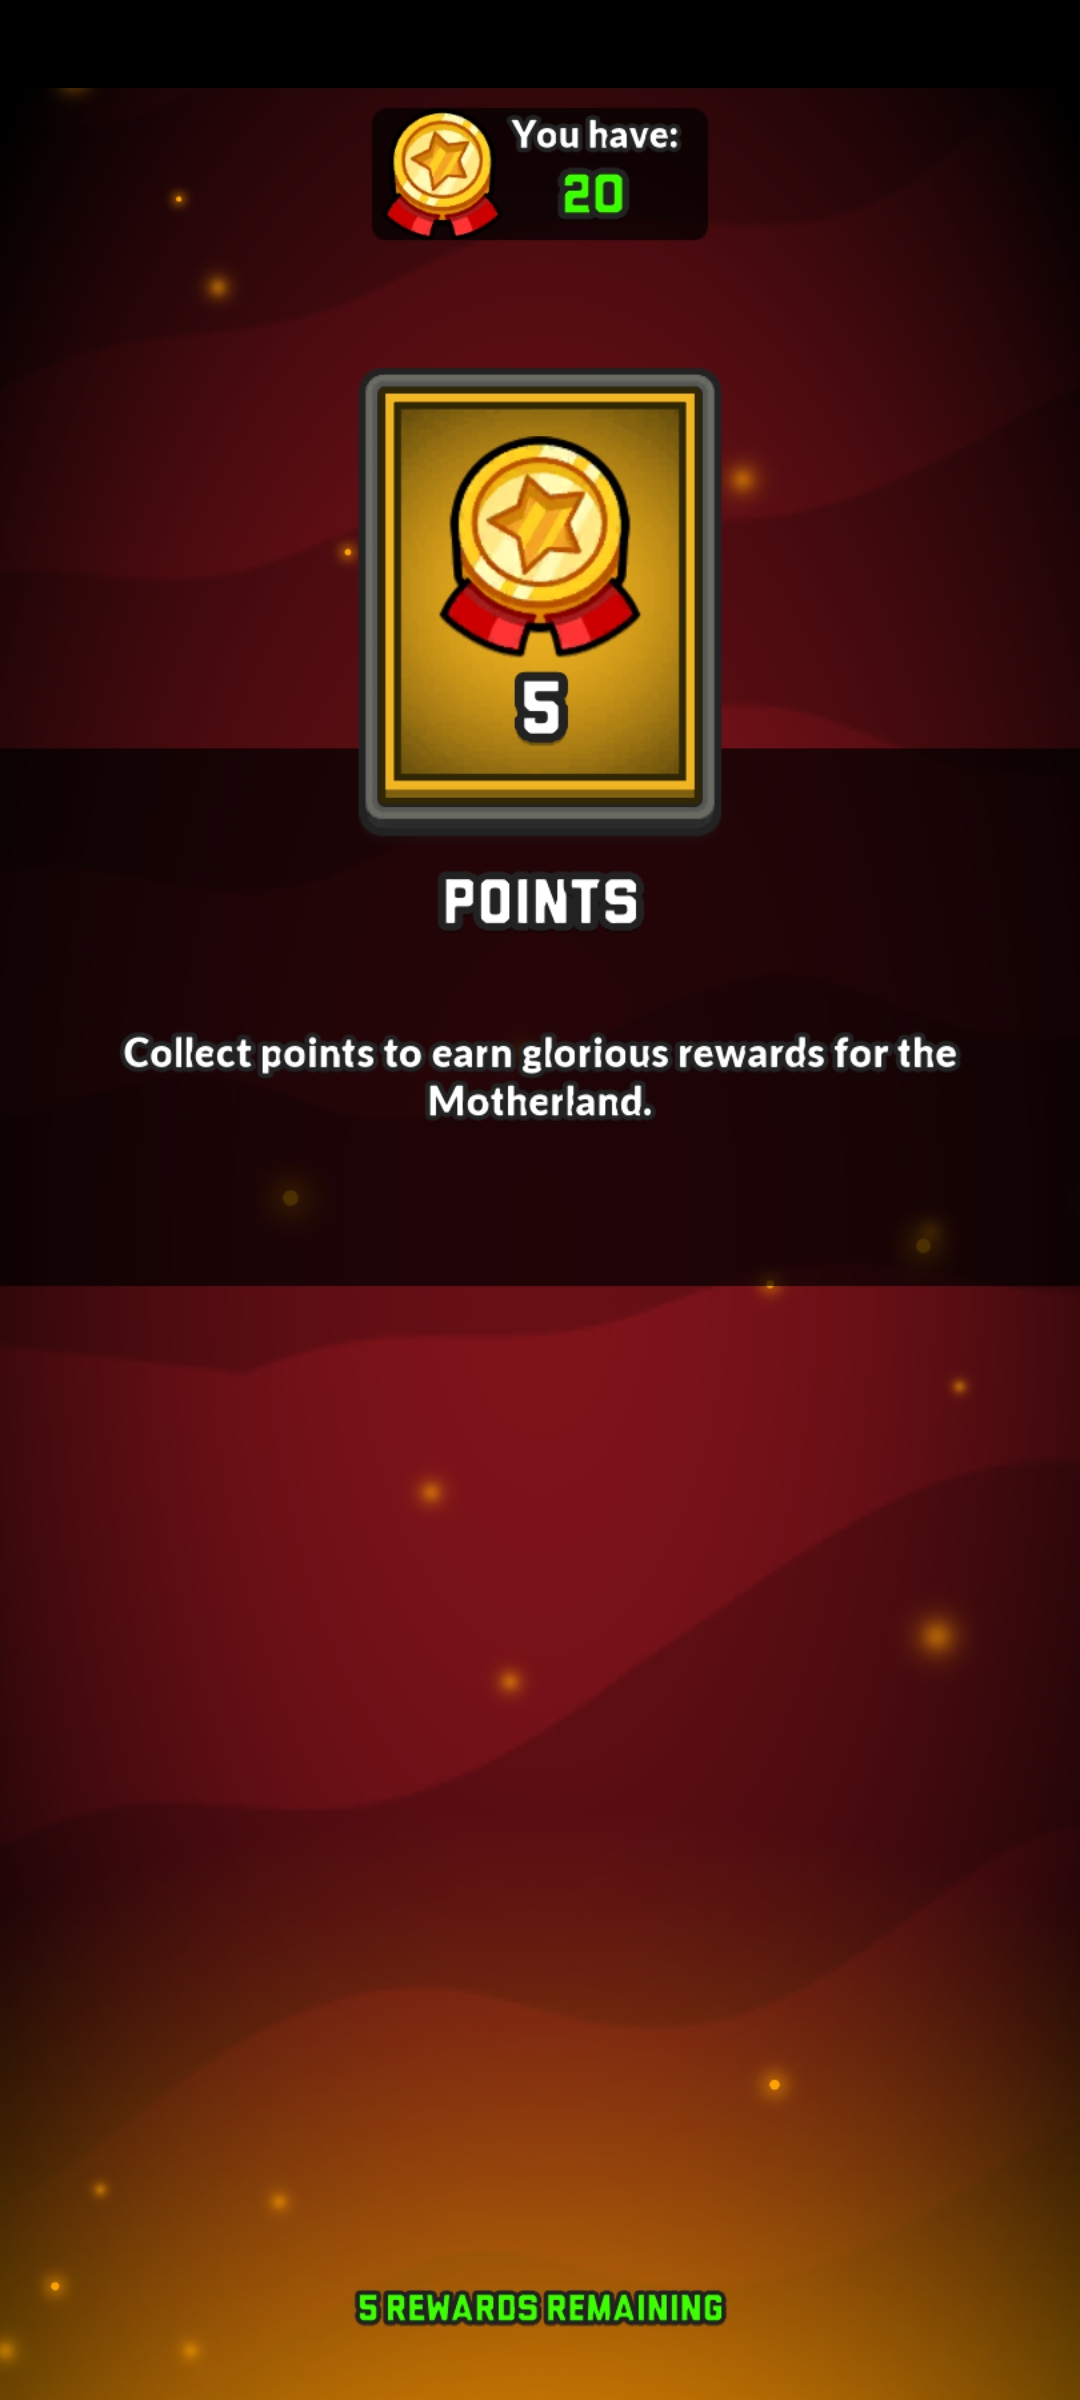 You have:
20
5
POINTS
Collect points to earn glorious rewards for the
Motherland.
5 REWARDS REMAINING